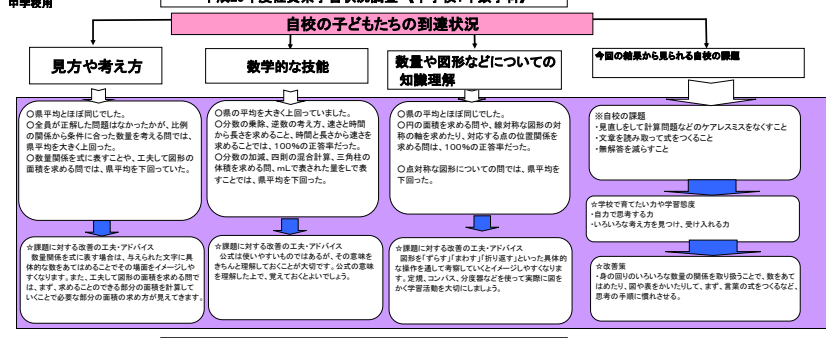 中学校用
自校の子どもたちの到達状況
見方や考え方
数学的な技能
数量や図形などについての
知識理解
今回の結果から見られる自校の課題
○県平均とほぼ同じでした。
○全員が正解した問題はなかったが、比例
の関係から条件に合った数量を考える問では、
県平均を大きく上回った。
○数量関係を式に表すことや、工夫して図形の
面積を求める問では、県平均を下回っていた。
○県の平均を大きく上回っていました。
○分数の乗除、逆数の考え方、速さと時間
から長さを求めること、時間と長さから速さを
求めることでは、100%の正答率だった。
○分数の加減、四則の混合計算、三角柱の
体積を求める問、mLで表された量をLで表
すことでは、県平均を下回った。
○県の平均とほぼ同じでした。
○円の面積を求める問や、線対称な図形の対
称の軸を求めたり、対応する点の位置関係を
求める問は、100%の正答率だった。
○点対称な図形についての問では、県平均を
下回った。
※自校の課題
・見直しをして計算問題などのケアレスミスをなくすこと
・文章を読み取って式をつくること
・無解答を減らすこと
☆学校で育てたい力や学習態度
・自力で思考する力
・いろいろな考え方を見つけ、受け入れる力
☆課題に対する改善の工夫・アドバイス
数量関係を式に表す場合は、与えられた文字に具
体的な数をあてはめることでその場面をイメージしや
すくなります。また、工夫して図形の面積を求める問で
は、まず、求めることのできる部分の面積を計算して
いくことで必要な部分の面積の求め方が見えてきます。
☆課題に対する改善の工夫・アドバイス
公式は使いやすいものではあるが、その意味を
きちんと理解しておくことが大切です。公式の意味
を理解した上で、覚えておくとよいでしょう。
☆課題に対する改善の工夫・アドバイス
図形を「ずらす」「まわす」「折り返す」といった具体的
な操作を通して考察していくとイメージしやすくなりま
す。定規、コンパス、分度器などを使って実際に図を
かく学習活動を大切にしましょう。
☆改善策
・身の回りのいろいろな数量の関係を取り扱うことで、数をあて
はめたり、図や表をかいたりして、まず、言葉の式をつくるなど、
思考の手順に慣れさせる。